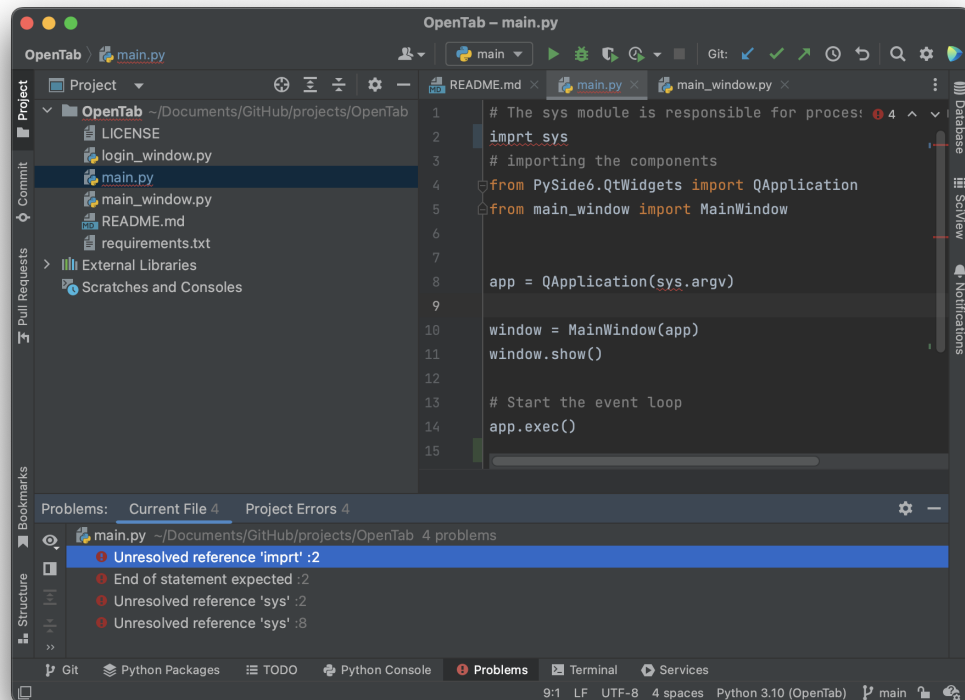 OpenTab – main.py
OpenTab main.py main Git:
Project
README.md main.py main_window.py
OpenTab ~/Documents/GitHub/projects/OpenTab
LICENSE
login_window.py
main.py
main_window.py
README.md
requirements.txt
External Libraries
Scratches and Consoles
Project
Commit
Pull Requests
Bookmarks
Structure
1 # The sys module is responsible for process 4
2 imprt sys
3 # importing the components
4 from PySide6.QtWidgets import QApplication
5 from main_window import MainWindow
6
7
8 app = QApplication(sys.argv)
9
10 window = MainWindow(app)
11 window.show()
12
13 # Start the event loop
14 app.exec()
15
Database
SciView
Notifications
Problems: Current File 4 Project Errors 4
main.py ~/Documents/GitHub/projects/OpenTab 4 problems
Unresolved reference 'imprt' :2
End of statement expected :2
Unresolved reference 'sys' :2
Unresolved reference 'sys' :8
Git Python Packages TODO Python Console Problems Terminal Services
9:1 LF UTF-8 4 spaces Python 3.10 (OpenTab) main